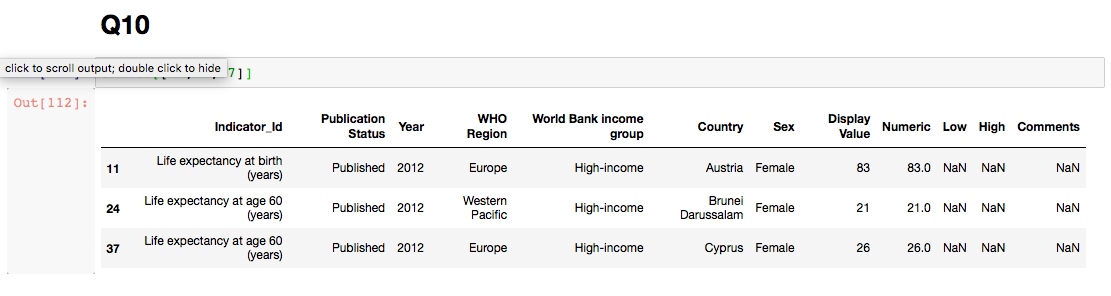 Q10
click to scroll output; double click to hide
7]]
Out[112]:
Indicator_Id Publication Status Year WHO Region World Bank income group Country Sex Display Value Numeric Low High Comments
11 Life expectancy at birth (years) Published 2012 Europe High-income Austria Female 83 83.0 NaN NaN NaN
24 Life expectancy at age 60 (years) Published 2012 Western Pacific High-income Brunei Darussalam Female 21 21.0 NaN NaN NaN
37 Life expectancy at age 60 (years) Published 2012 Europe High-income Cyprus Female 26 26.0 NaN NaN NaN